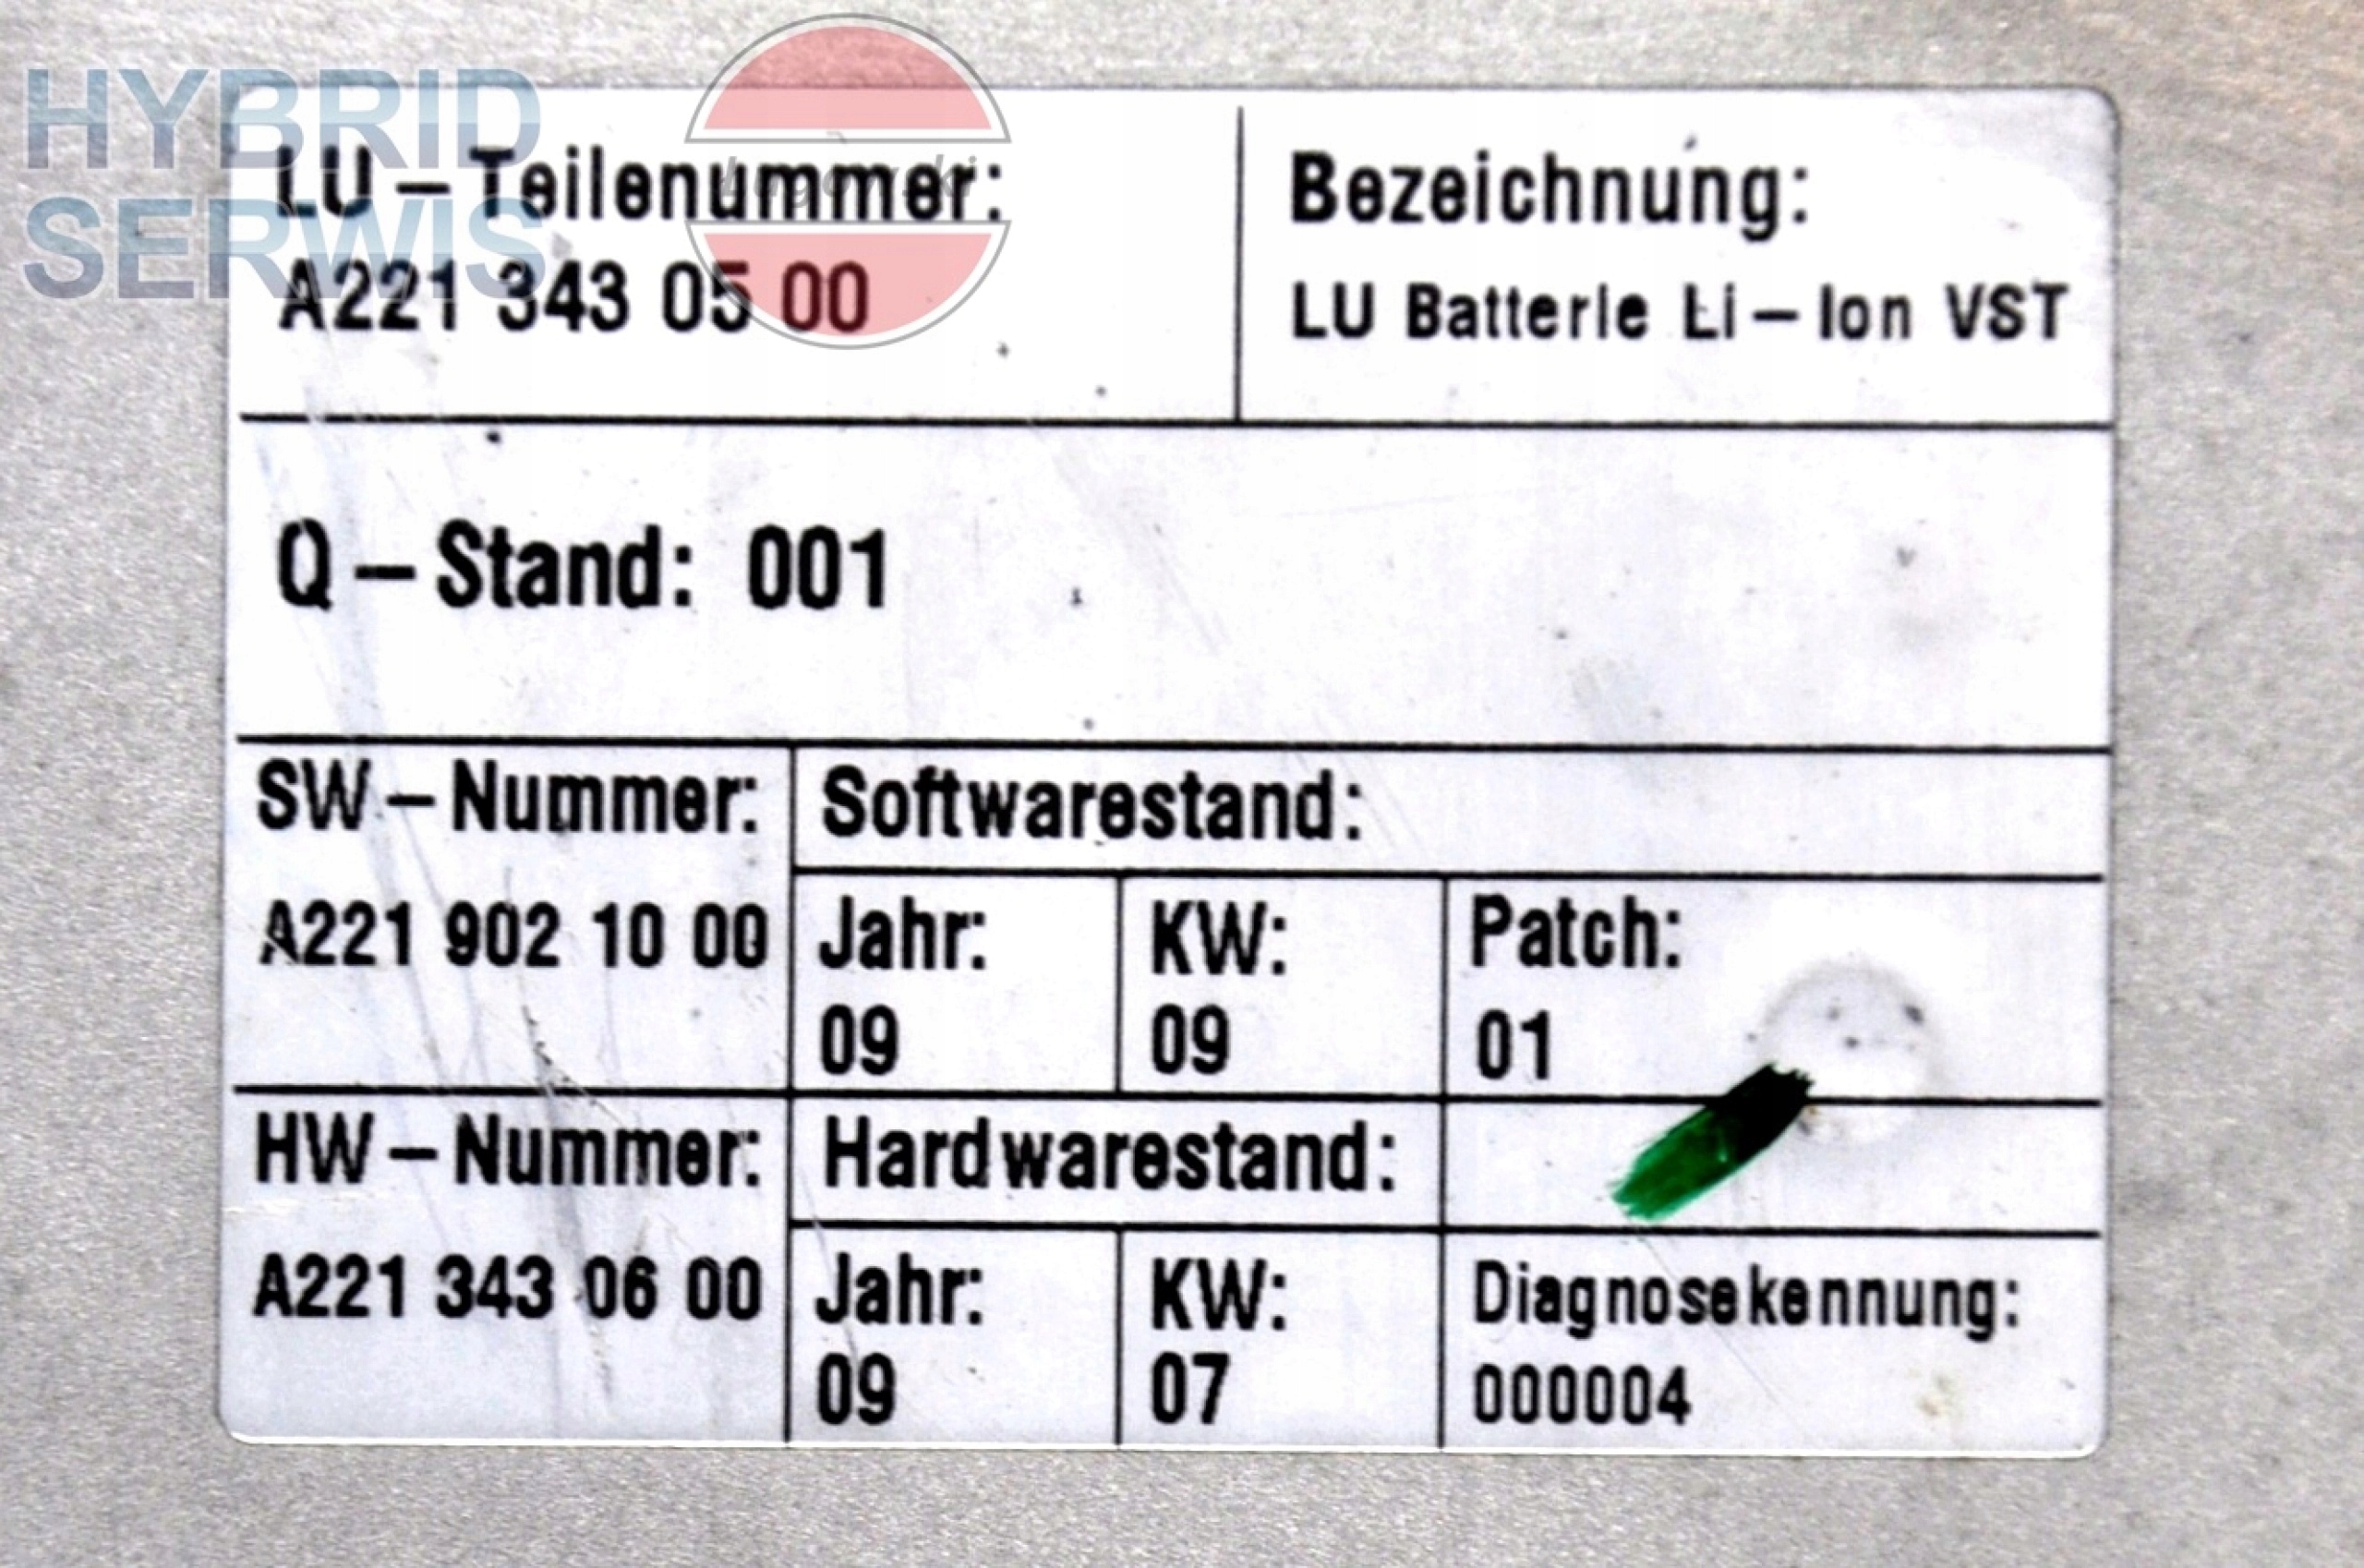 HYBRID
SERWIS
Ługowski
LU-Teilenummer:
A221 343 05 00
Bezeichnung:
LU Batterie Li-Ion VST
Q-Stand: 001
SW-Nummer:
A221 902 10 00
Softwarestand:
Jahr:
09
KW:
09
Patch:
01
HW-Nummer:
A221 343 06 00
Hardwarestand:
Jahr:
09
KW:
07
Diagnosekennung:
000004